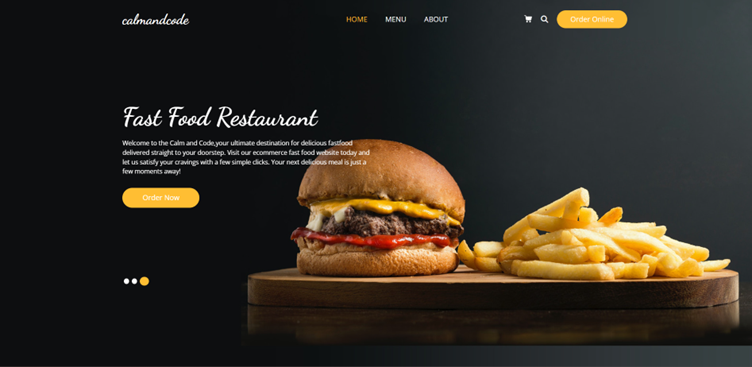 calmandcode
HOME MENU ABOUT
Order Online
Fast Food Restaurant
Welcome to the Calm and Code,your ultimate destination for delicious fastfood
delivered straight to your doorstep. Visit our ecommerce fast food website today and
let us satisfy your cravings with a few simple clicks. Your next delicious meal is just a
few moments away!
Order Now